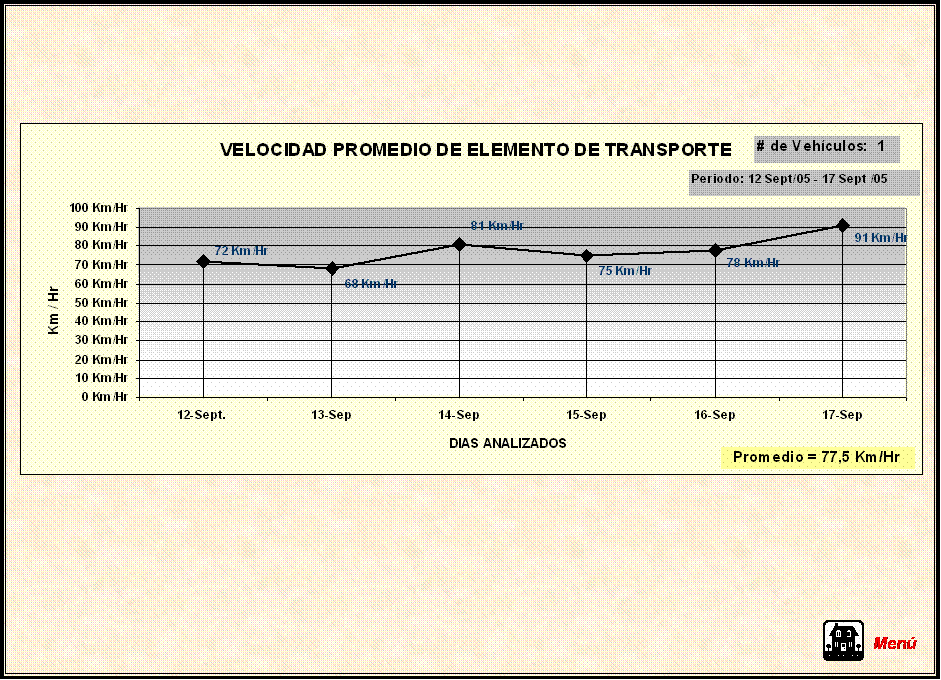 VELOCIDAD PROMEDIO DE ELEMENTO DE TRANSPORTE
# de Vehículos: 1
Periodo: 12 Sept/05 - 17 Sept /05
100 Km/Hr
90 Km/Hr
80 Km/Hr
70 Km/Hr
60 Km/Hr
50 Km/Hr
40 Km/Hr
30 Km/Hr
20 Km/Hr
10 Km/Hr
0 Km/Hr
Km / Hr
72 Km/Hr
68 Km/Hr
81 Km/Hr
75 Km/Hr
78 Km/Hr
91 Km/Hr
12-Sept.
13-Sep
14-Sep
15-Sep
16-Sep
17-Sep
DIAS ANALIZADOS
Promedio = 77,5 Km/Hr
Menú